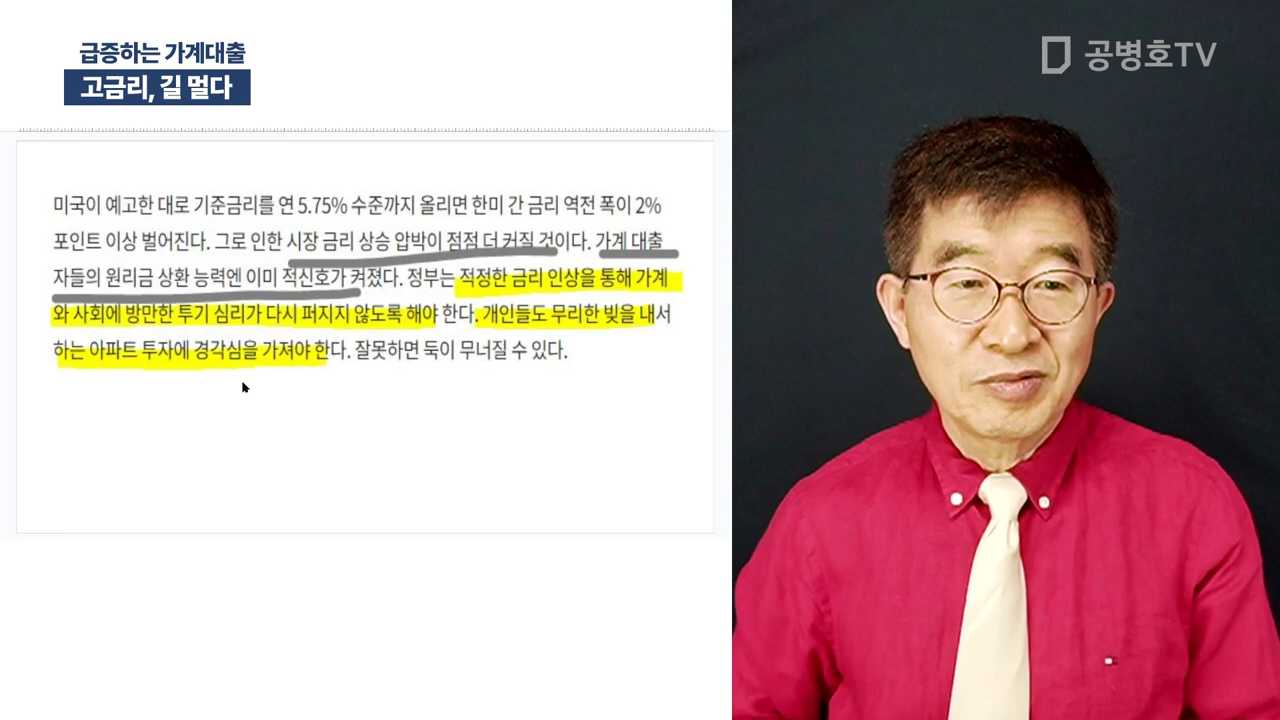 급증하는 가계대출
고금리, 길 멀다
공병호TV
미국이 예고한 대로 기준금리를 연 5.75% 수준까지 올리면 한미 간 금리 역전 폭이 2%
포인트 이상 벌어진다. 그로 인한 시장 금리 상승 압박이 점점 더 커질 것이다. 가계 대출
자들의 원리금 상환 능력엔 이미 적신호가 켜졌다. 정부는 적정한 금리 인상을 통해 가계
와 사회에 방만한 투기 심리가 다시 퍼지지 않도록 해야 한다. 개인들도 무리한 빚을 내서
하는 아파트 투자에 경각심을 가져야 한다. 잘못하면 둑이 무너질 수 있다.